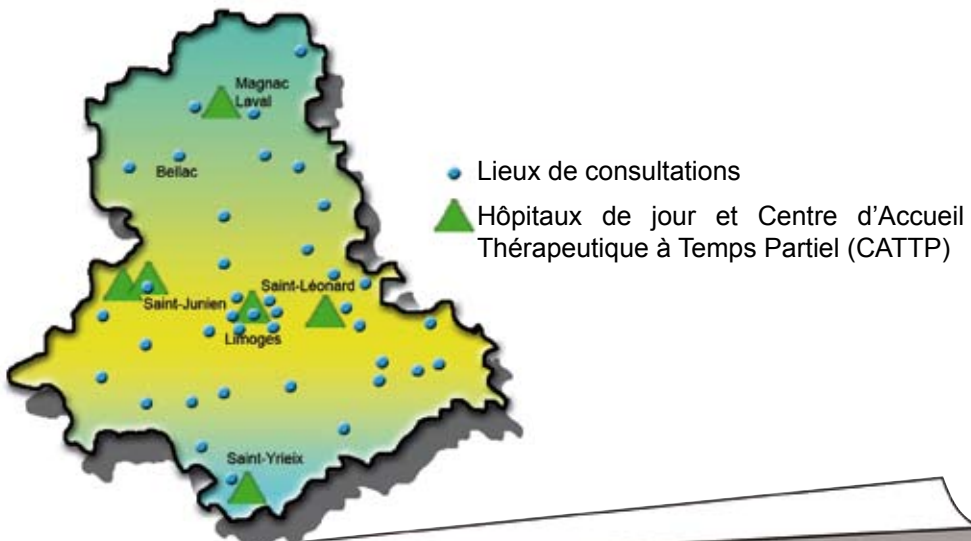 Magnac
Laval
Bellac
Lieux de consultations
Hôpitaux de jour et Centre d'Accueil
Thérapeutique à Temps Partiel (CATTP)
Saint-Léonard
Saint-Junien
Limoges
Saint-Yrieix